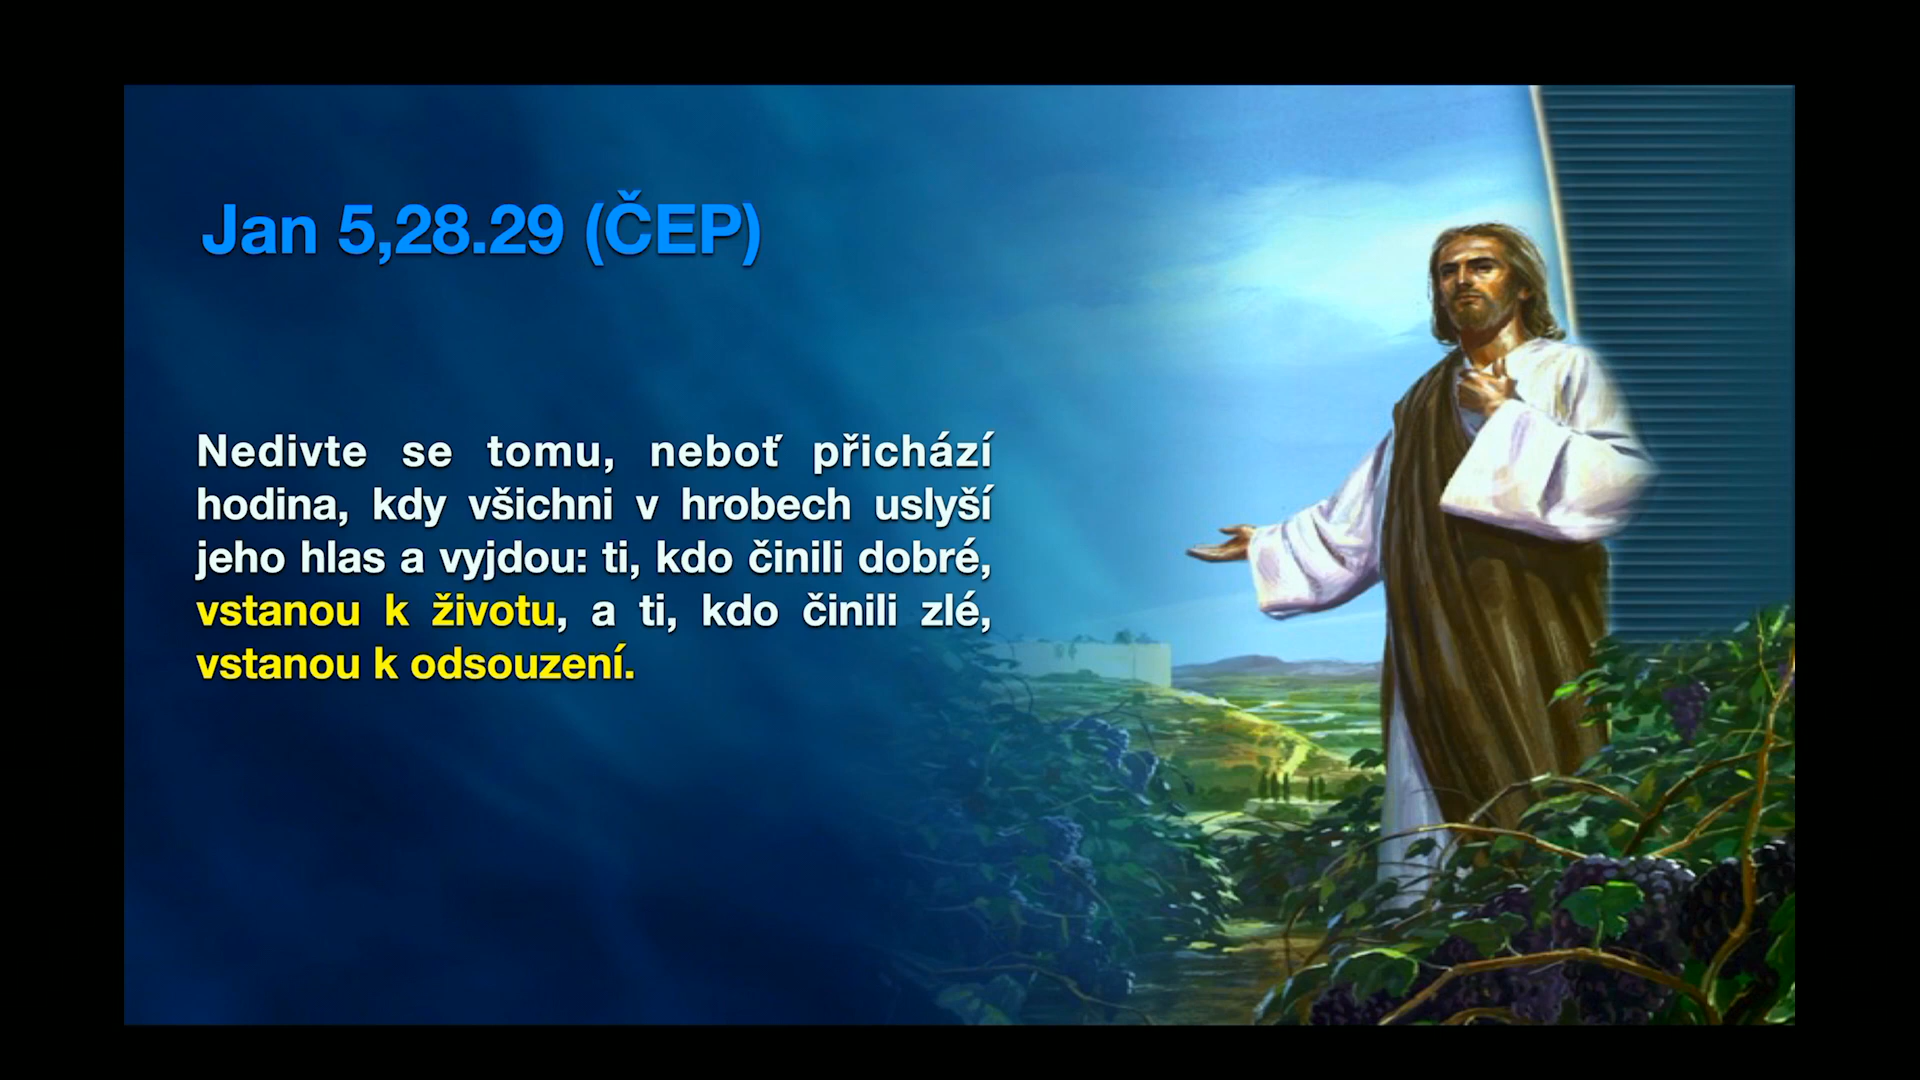 Jan 5,28.29 (ČEP)
Nedivte se tomu, neboť přichází
hodina, kdy všichni v hrobech uslyší
jeho hlas a vyjdou: ti, kdo činili dobré,
vstanou k životu, a ti, kdo činili zlé,
vstanou k odsouzení.